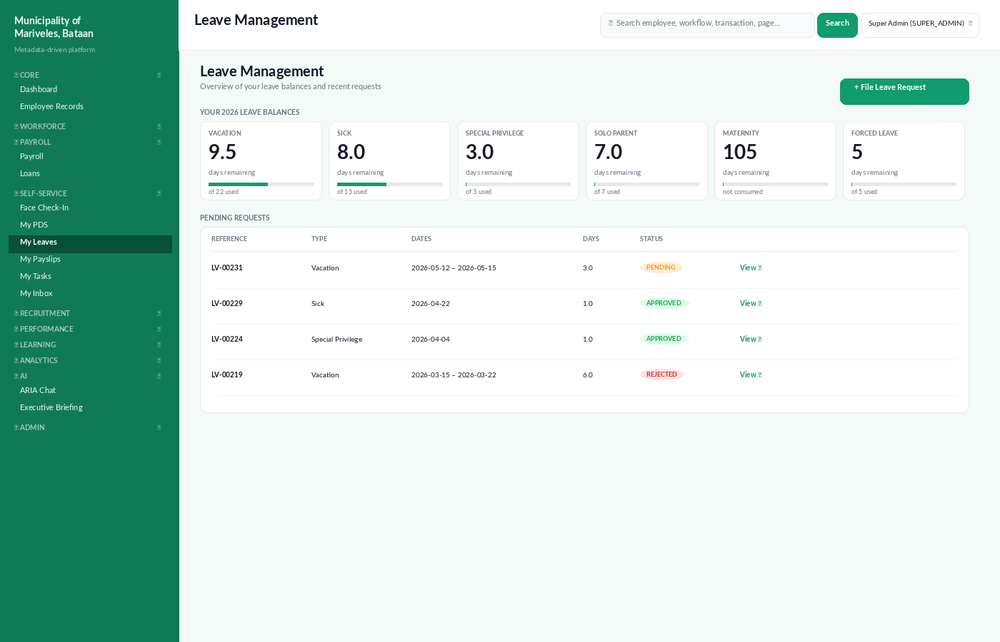 Municipality of
Mariveles, Bataan
Metadata-driven platform
CORE
Dashboard
Employee Records
WORKFORCE
PAYROLL
Payroll
Loans
SELF-SERVICE
Face Check-In
My PDS
My Leaves
My Payslips
My Tasks
My Inbox
RECRUITMENT
PERFORMANCE
LEARNING
ANALYTICS
AI
ARIA Chat
Executive Briefing
ADMIN
Leave Management
Search employee, workflow, transaction, page...
Search
Super Admin (SUPER_ADMIN)
Leave Management
Overview of your leave balances and recent requests
+ File Leave Request
YOUR 2026 LEAVE BALANCES
VACATION
9.5
days remaining
of 22 used
SICK
8.0
days remaining
of 15 used
SPECIAL PRIVILEGE
3.0
days remaining
of 3 used
SOLO PARENT
7.0
days remaining
of 7 used
MATERNITY
105
days remaining
not consumed
FORCED LEAVE
5
days remaining
of 5 used
PENDING REQUESTS
REFERENCE TYPE DATES DAYS STATUS
LV-00231 Vacation 2026-05-12 – 2026-05-15 3.0 PENDING View
LV-00229 Sick 2026-04-22 1.0 APPROVED View
LV-00224 Special Privilege 2026-04-04 1.0 APPROVED View
LV-00219 Vacation 2026-03-15 – 2026-03-22 6.0 REJECTED View